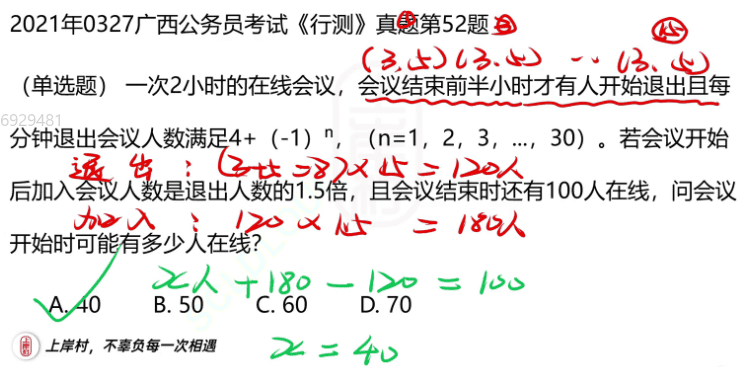 2021年0327广西公务员考试《行测》真题第52题
(3.5)(3.5) ‥ (3.5)
（单选题） 一次2小时的在线会议，会议结束前半小时才有人开始退出且每
6929481
分钟退出会议人数满足4+（-1）ⁿ，（n=1，2，3，…，30）。若会议开始
退出：(3+5=8)×15=120人
后加入会议人数是退出人数的1.5倍，且会议结束时还有100人在线，问会议
加入：120×1.5=180人
开始时可能有多少人在线？
x人+180-120=100
A. 40 B. 50 C. 60 D. 70
上岸村，不辜负每一次相遇
x=40